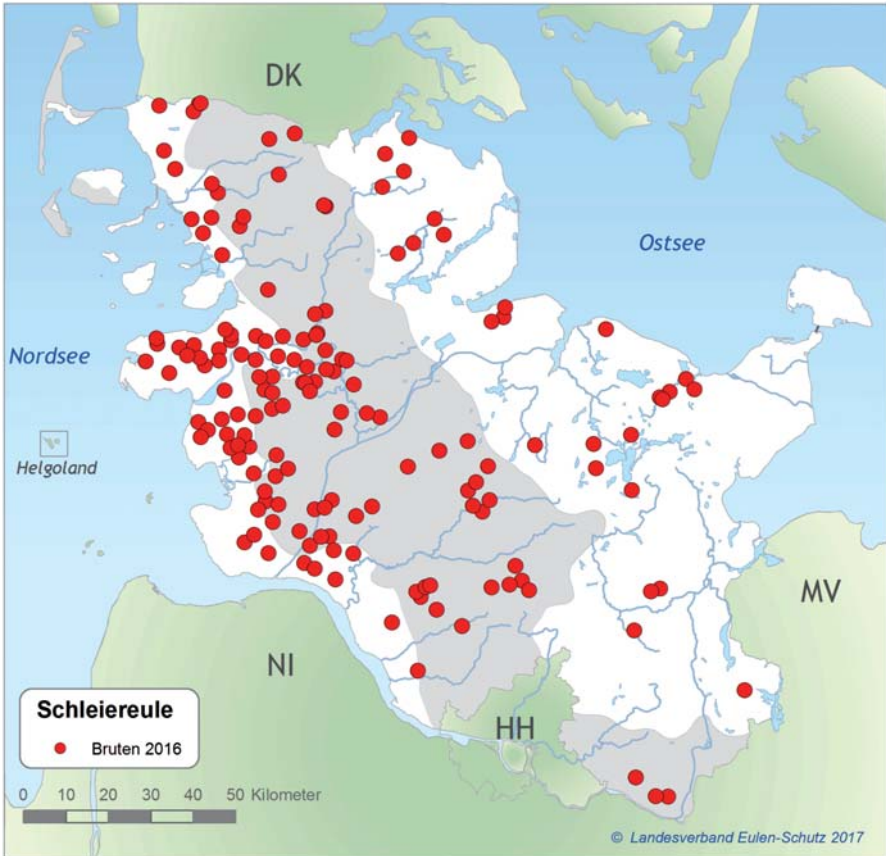 DK
Ostsee
Nordsee
Helgoland
MV
NI
HH
Schleiereule
Bruten 2016
0 10 20 30 40 50 Kilometer
© Landesverband Eulen-Schutz 2017